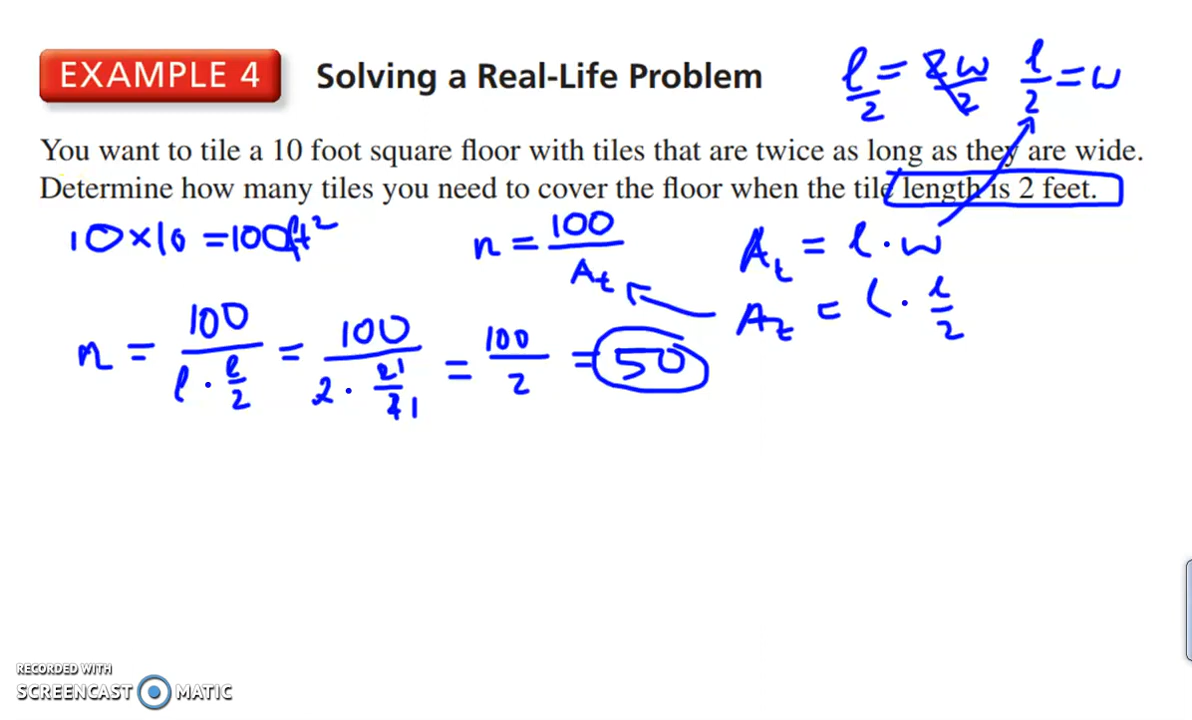 EXAMPLE 4 Solving a Real-Life Problem
l/2 = 2w/2 l/2 = w
You want to tile a 10 foot square floor with tiles that are twice as long as they are wide.
Determine how many tiles you need to cover the floor when the tile length is 2 feet.
10 × 10 = 100ft²
n = 100/At
At = l · w
At = l · l/2
n = 100/(l · l/2) = 100/(2 · 21/21) = 100/2 = 50
RECORDED WITH
SCREENCAST MATIC